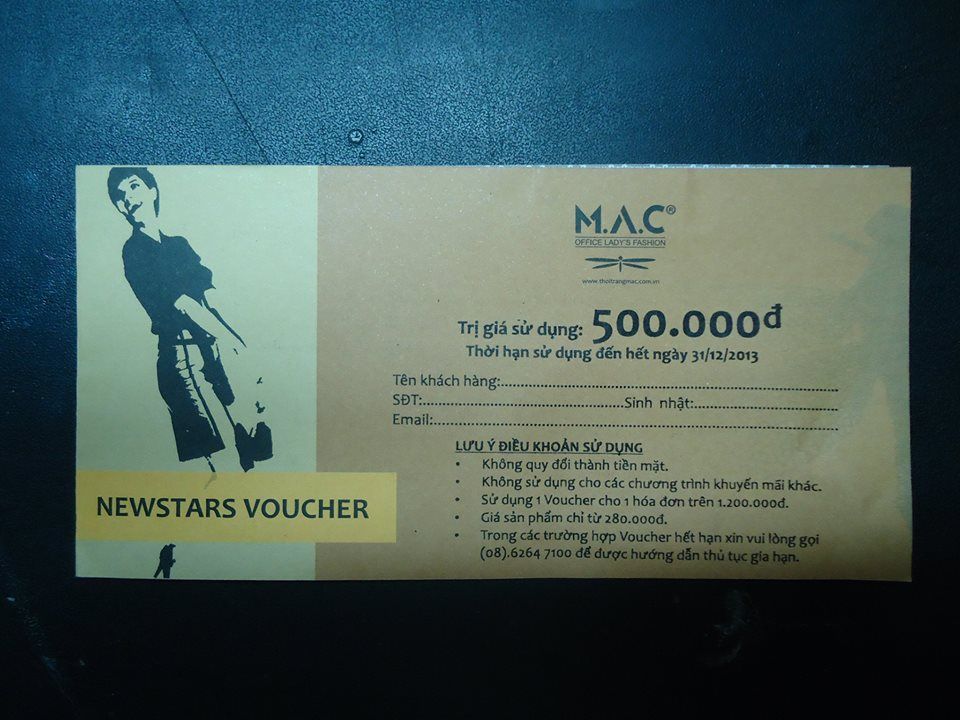 M.A.C®
OFFICE LADY'S FASHION
www.thoitrangmac.com.vn
Trị giá sử dụng: 500.000đ
Thời hạn sử dụng đến hết ngày 31/12/2013
Tên khách hàng:
SĐT: Sinh nhật:
Email:
LƯU Ý ĐIỀU KHOẢN SỬ DỤNG
• Không quy đổi thành tiền mặt.
• Không sử dụng cho các chương trình khuyến mãi khác.
• Sử dụng 1 Voucher cho 1 hóa đơn trên 1.200.000đ.
• Giá sản phẩm chỉ từ 280.000đ.
• Trong các trường hợp Voucher hết hạn xin vui lòng gọi
(08).6264 7100 để được hướng dẫn thủ tục gia hạn.
NEWSTARS VOUCHER